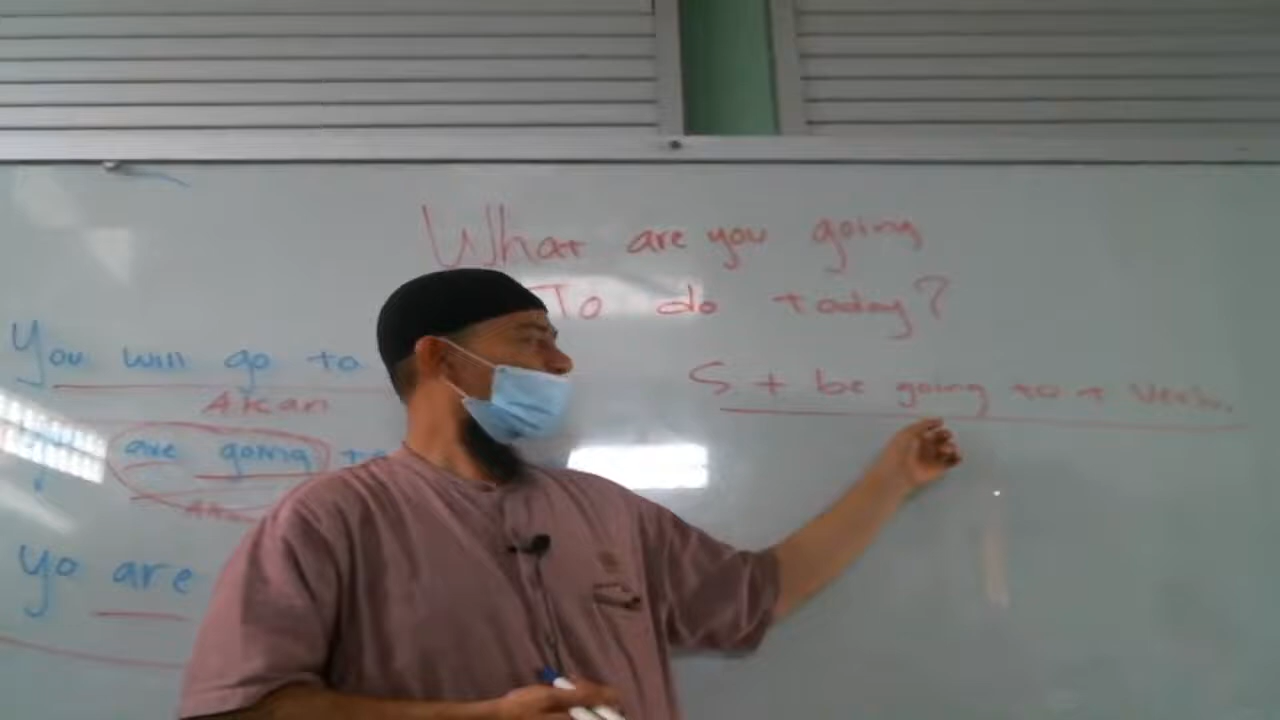 What are you going
To do today?
S + be going to + Verb.
You will go to
Akan
are going to
yo are